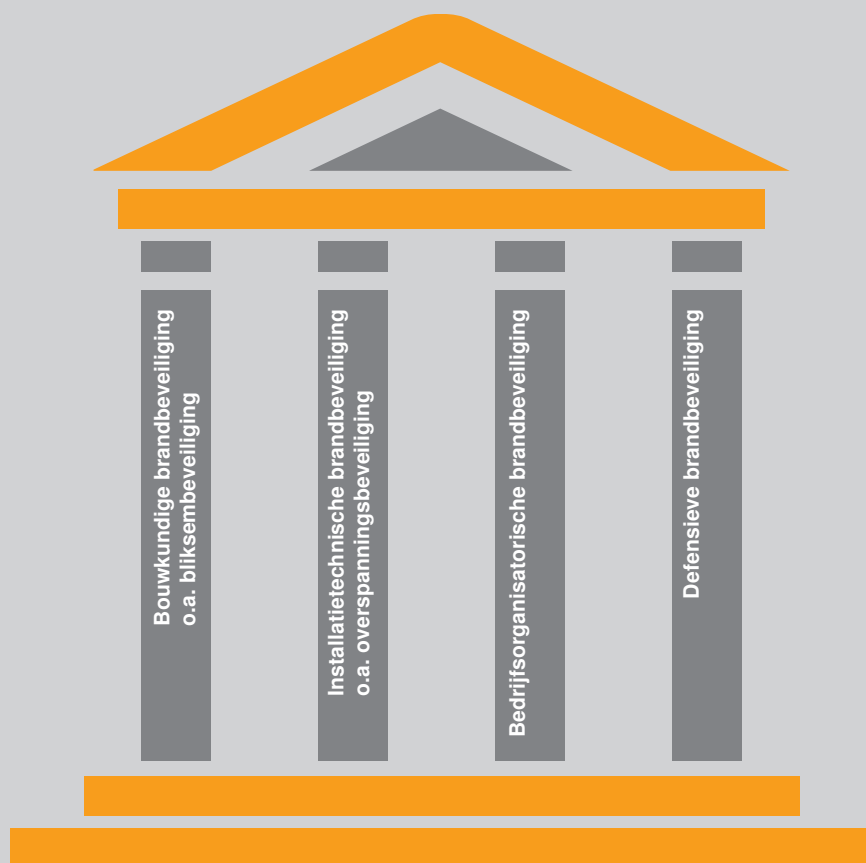 Bouwkundige brandbeveiliging
o.a. bliksembeveiliging
Installatietechnische brandbeveiliging
o.a. overspanningsbeveiliging
Bedrijfsorganisatorische brandbeveiliging
Defensieve brandbeveiliging